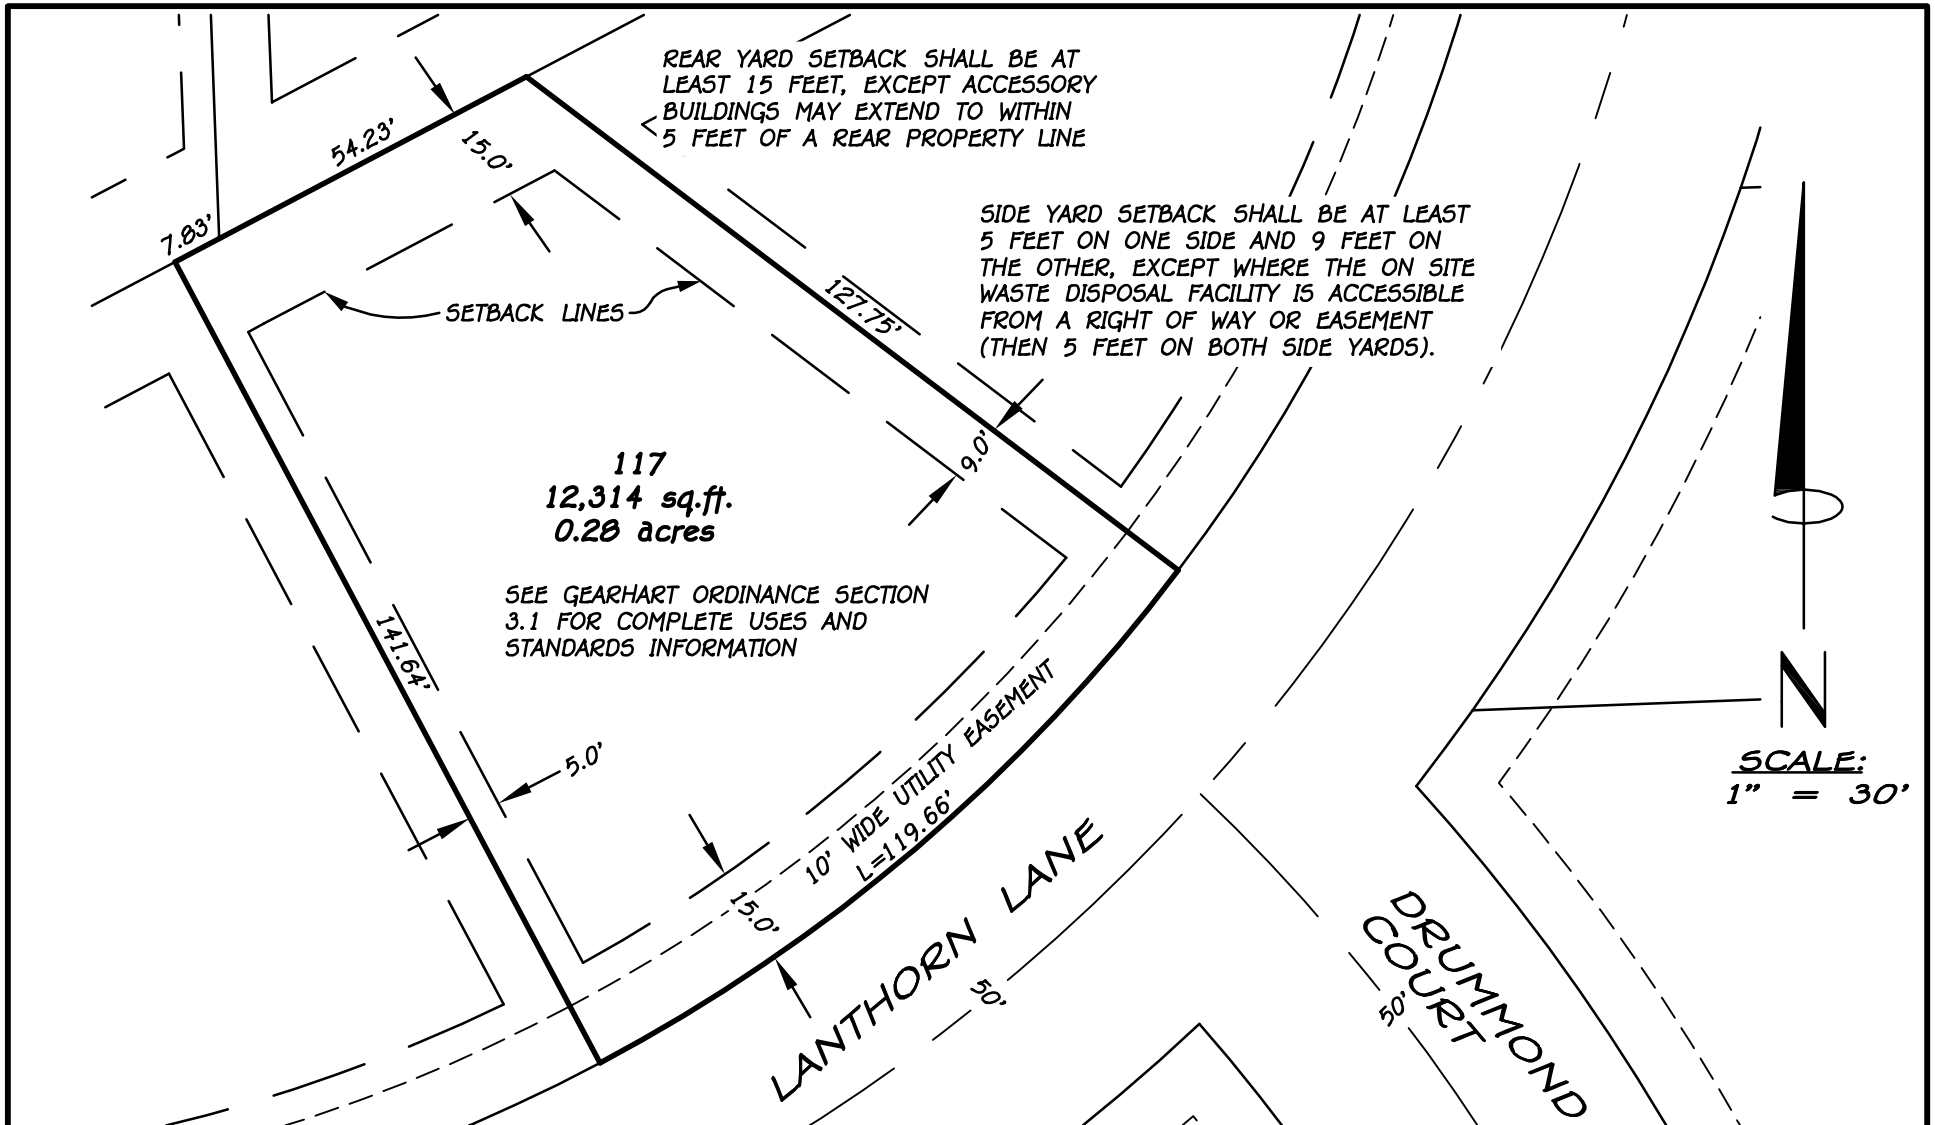 REAR YARD SETBACK SHALL BE AT
LEAST 15 FEET, EXCEPT ACCESSORY
BUILDINGS MAY EXTEND TO WITHIN
5 FEET OF A REAR PROPERTY LINE
54.23'
15.0'
7.83'
SIDE YARD SETBACK SHALL BE AT LEAST
5 FEET ON ONE SIDE AND 9 FEET ON
THE OTHER, EXCEPT WHERE THE ON SITE
WASTE DISPOSAL FACILITY IS ACCESSIBLE
FROM A RIGHT OF WAY OR EASEMENT
(THEN 5 FEET ON BOTH SIDE YARDS).
SETBACK LINES
127.75'
9.0'
117
12,314 sq.ft.
0.28 acres
SEE GEARHART ORDINANCE SECTION
3.1 FOR COMPLETE USES AND
STANDARDS INFORMATION
141.64'
5.0'
10' WIDE UTILITY EASEMENT
L=119.66'
15.0'
LANTHORN LANE
50'
DRUMMOND
COURT
50'
N
SCALE:
1" = 30'